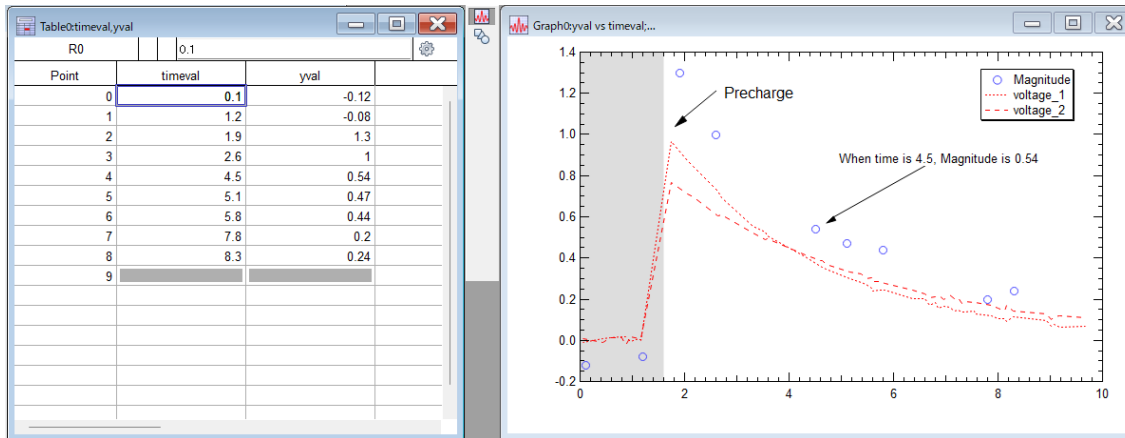 Table0:timeval,yval
R0 0.1
Point timeval yval
0 0.1 -0.12
1 1.2 -0.08
2 1.9 1.3
3 2.6 1
4 4.5 0.54
5 5.1 0.47
6 5.8 0.44
7 7.8 0.2
8 8.3 0.24
9
Graph0:yval vs timeval;...
1.4
1.2
1.0
0.8
0.6
0.4
0.2
0.0
-0.2
0 2 4 6 8 10
Precharge
Magnitude
voltage_1
voltage_2
When time is 4.5, Magnitude is 0.54